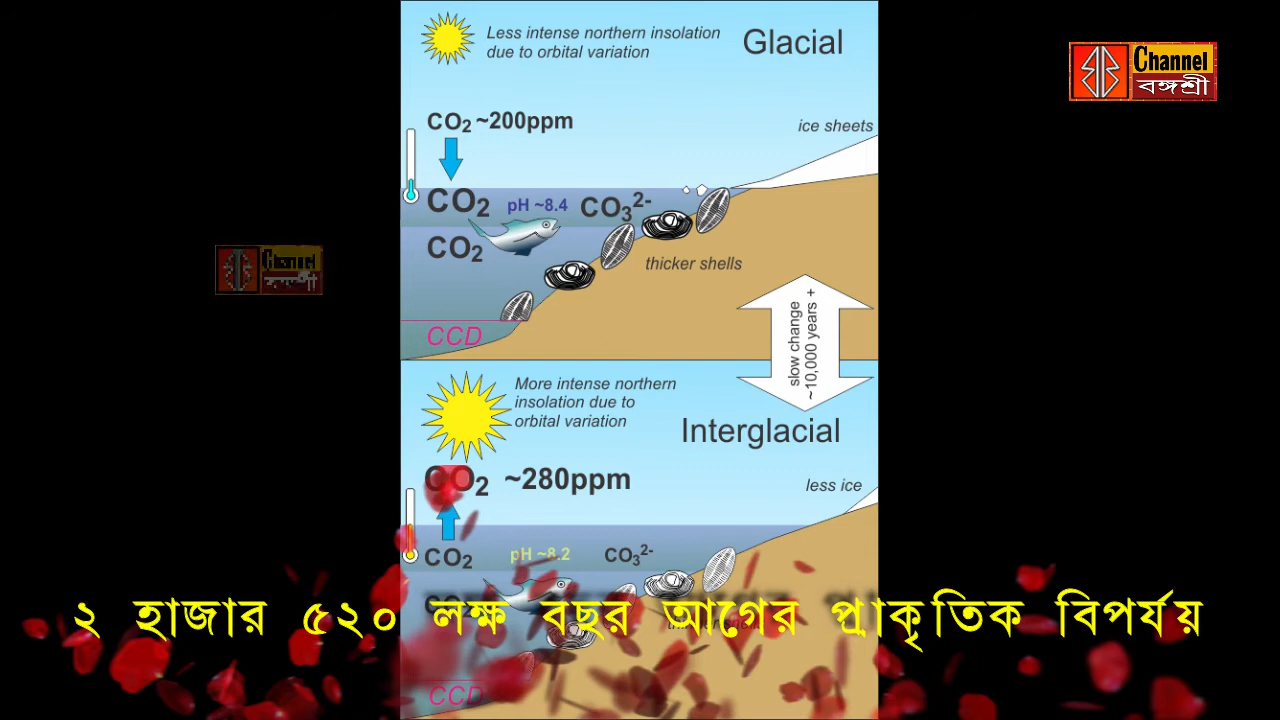 Less intense northern insolation
due to orbital variation
Glacial
Channel
বঙ্গশ্রী
CO2 ~200ppm
ice sheets
CO2 pH ~8.4 CO3 2-
CO2
thicker shells
Channel
CCD
slow change
~10,000 years +
More intense northern
insolation due to
orbital variation
Interglacial
CO2 ~280ppm
less ice
CO2 pH ~8.2 CO3 2-
২ হাজার ৫২০ লক্ষ বছর আগের প্রাকৃতিক বিপর্যয়
CCD